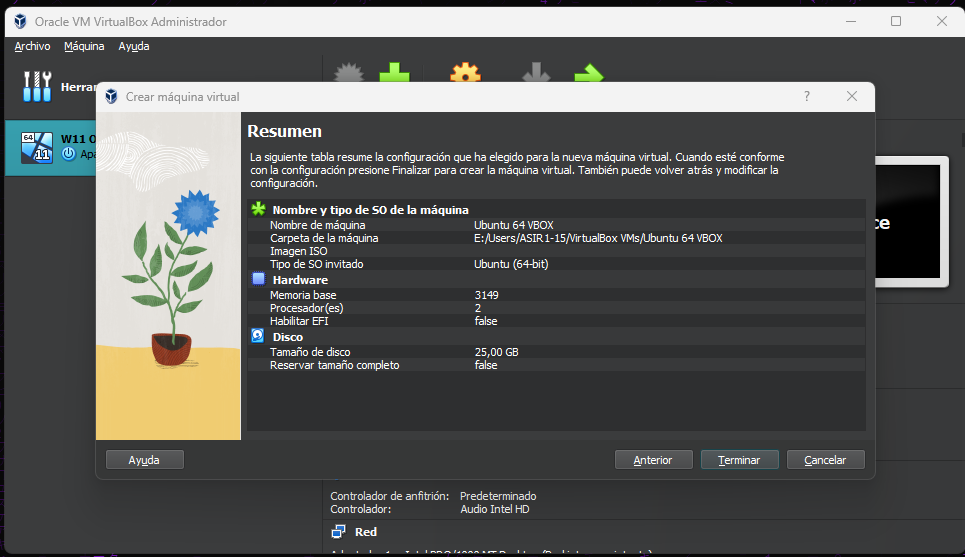 Oracle VM VirtualBox Administrador
Archivo Máquina Ayuda
Herrar
Crear máquina virtual
?
64
11
W11 O
Apa
Resumen
La siguiente tabla resume la configuración que ha elegido para la nueva máquina virtual. Cuando esté conforme
con la configuración presione Finalizar para crear la máquina virtual. También puede volver atrás y modificar la
configuración.
Nombre y tipo de SO de la máquina
Nombre de máquina Ubuntu 64 VBOX
Carpeta de la máquina E:/Users/ASIR1-15/VirtualBox VMs/Ubuntu 64 VBOX
Imagen ISO
Tipo de SO invitado Ubuntu (64-bit)
Hardware
Memoria base 3149
Procesador(es) 2
Habilitar EFI false
Disco
Tamaño de disco 25,00 GB
Reservar tamaño completo false
ce
Ayuda Anterior Terminar Cancelar
Controlador de anfitrión: Predeterminado
Controlador: Audio Intel HD
Red